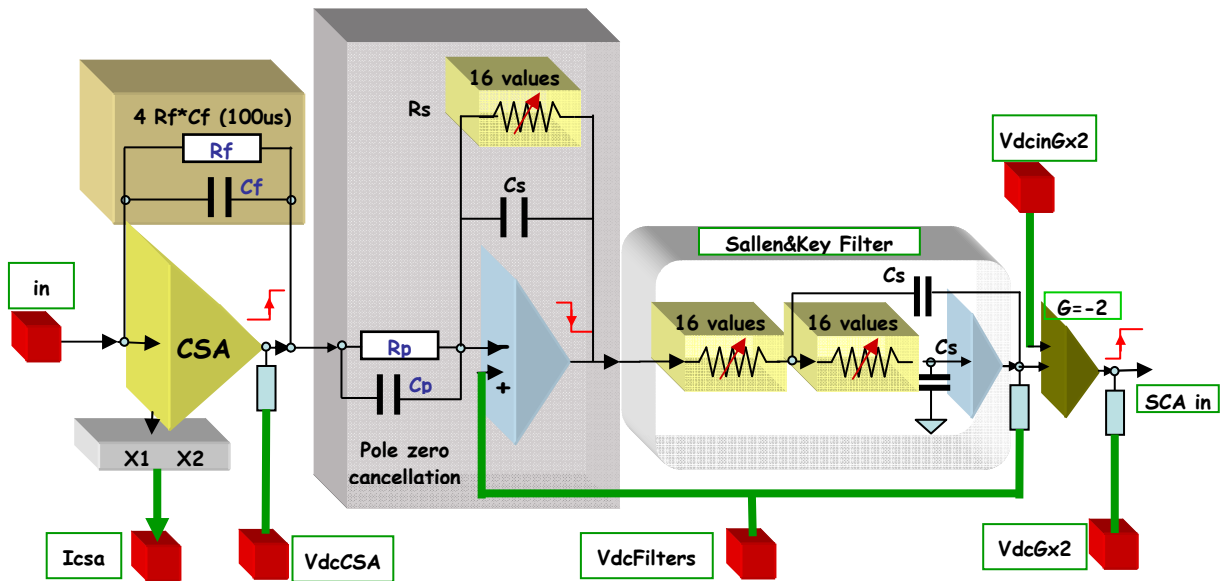 16 values
Rs
4 Rf*Cf (100us)
Rf
Cf
Cs
VdcinGx2
Sallen&Key Filter
Cs
in
G=-2
16 values
16 values
CSA
Rp
-
Cs
+
Cp
SCA in
Pole zero
cancellation
X1 X2
Icsa
VdcCSA
VdcFilters
VdcGx2